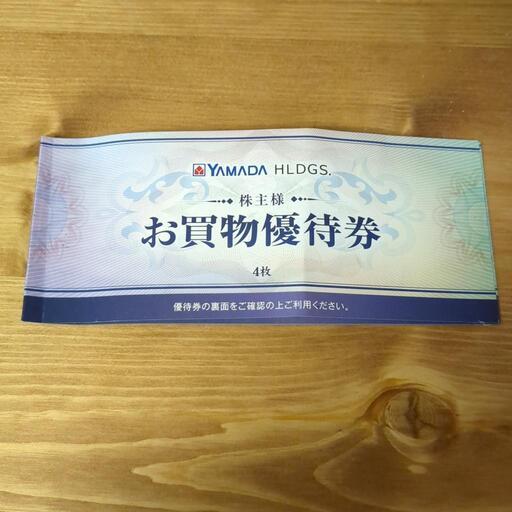 YAMADA HLDGS.
株主様
お買物優待券
4枚
優待券の裏面をご確認の上ご利用ください。